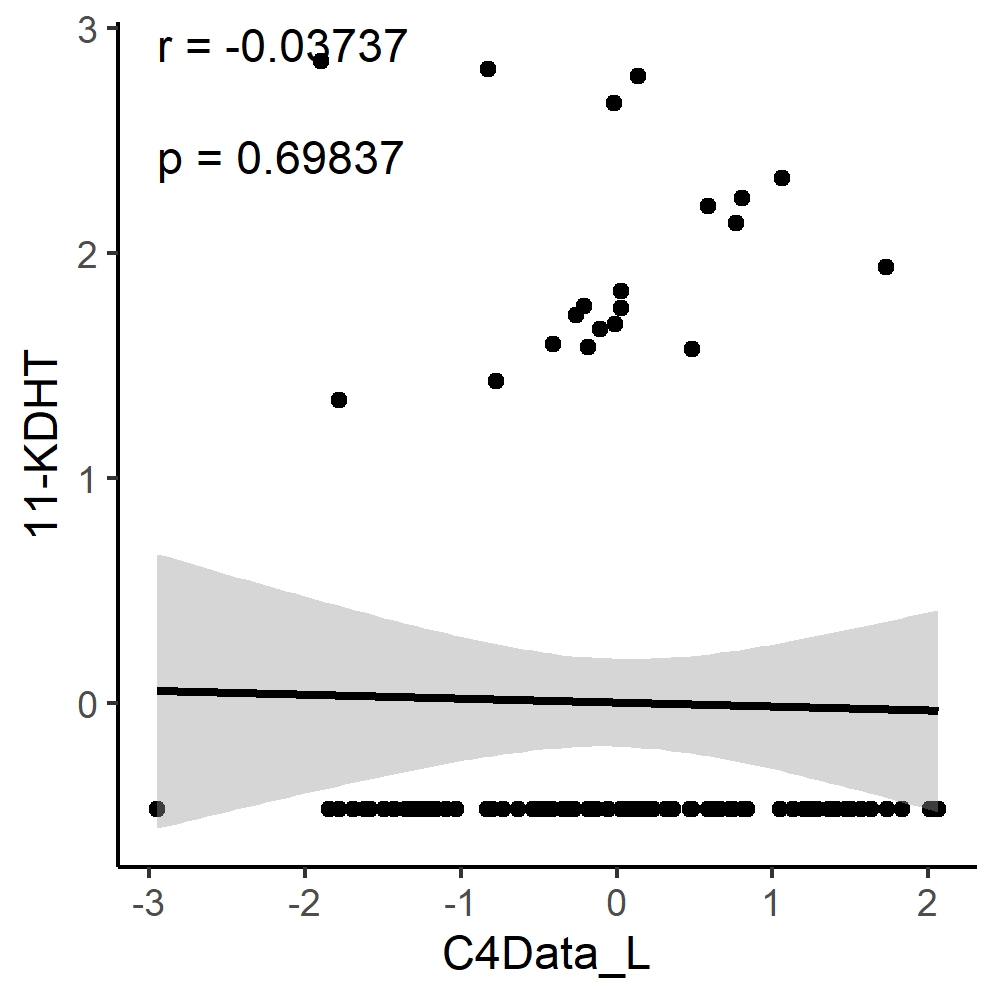 3
r = -0.03737
p = 0.69837
2
11-KDHT
1
0
-3 -2 -1 0 1 2
C4Data_L